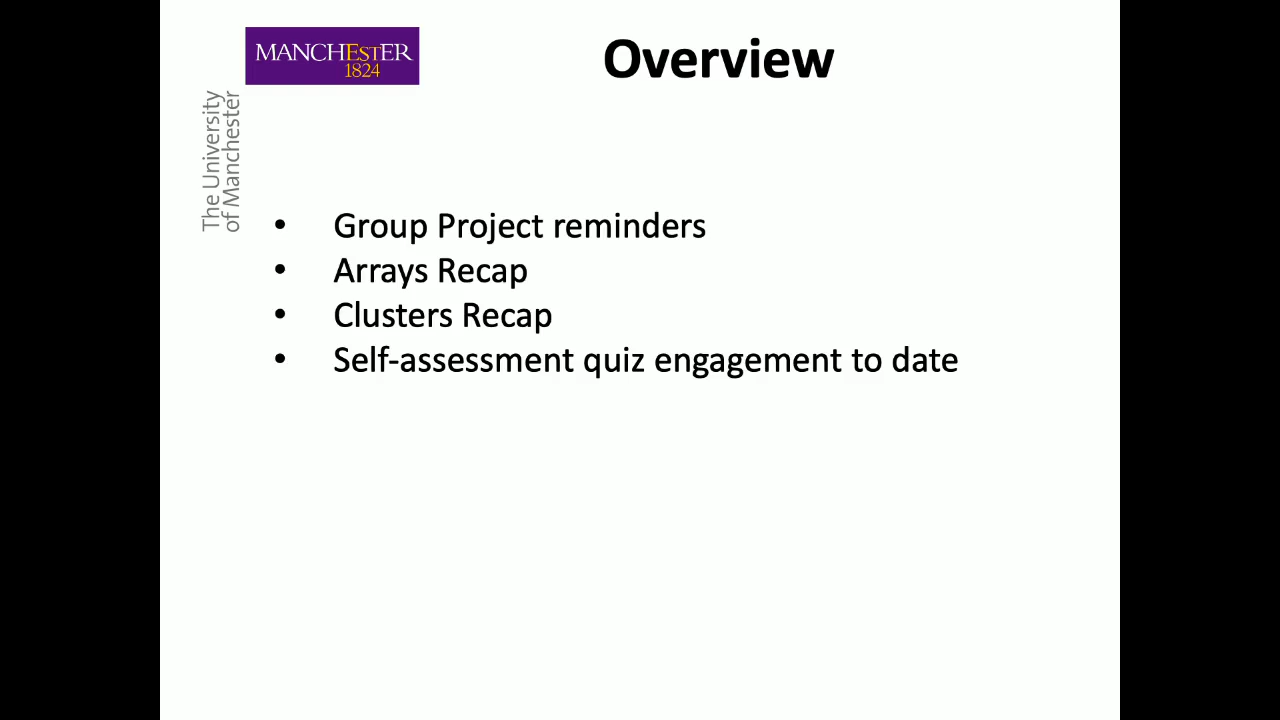 MANCHESTER
1824
The University
of Manchester
Overview
• Group Project reminders
• Arrays Recap
• Clusters Recap
• Self-assessment quiz engagement to date